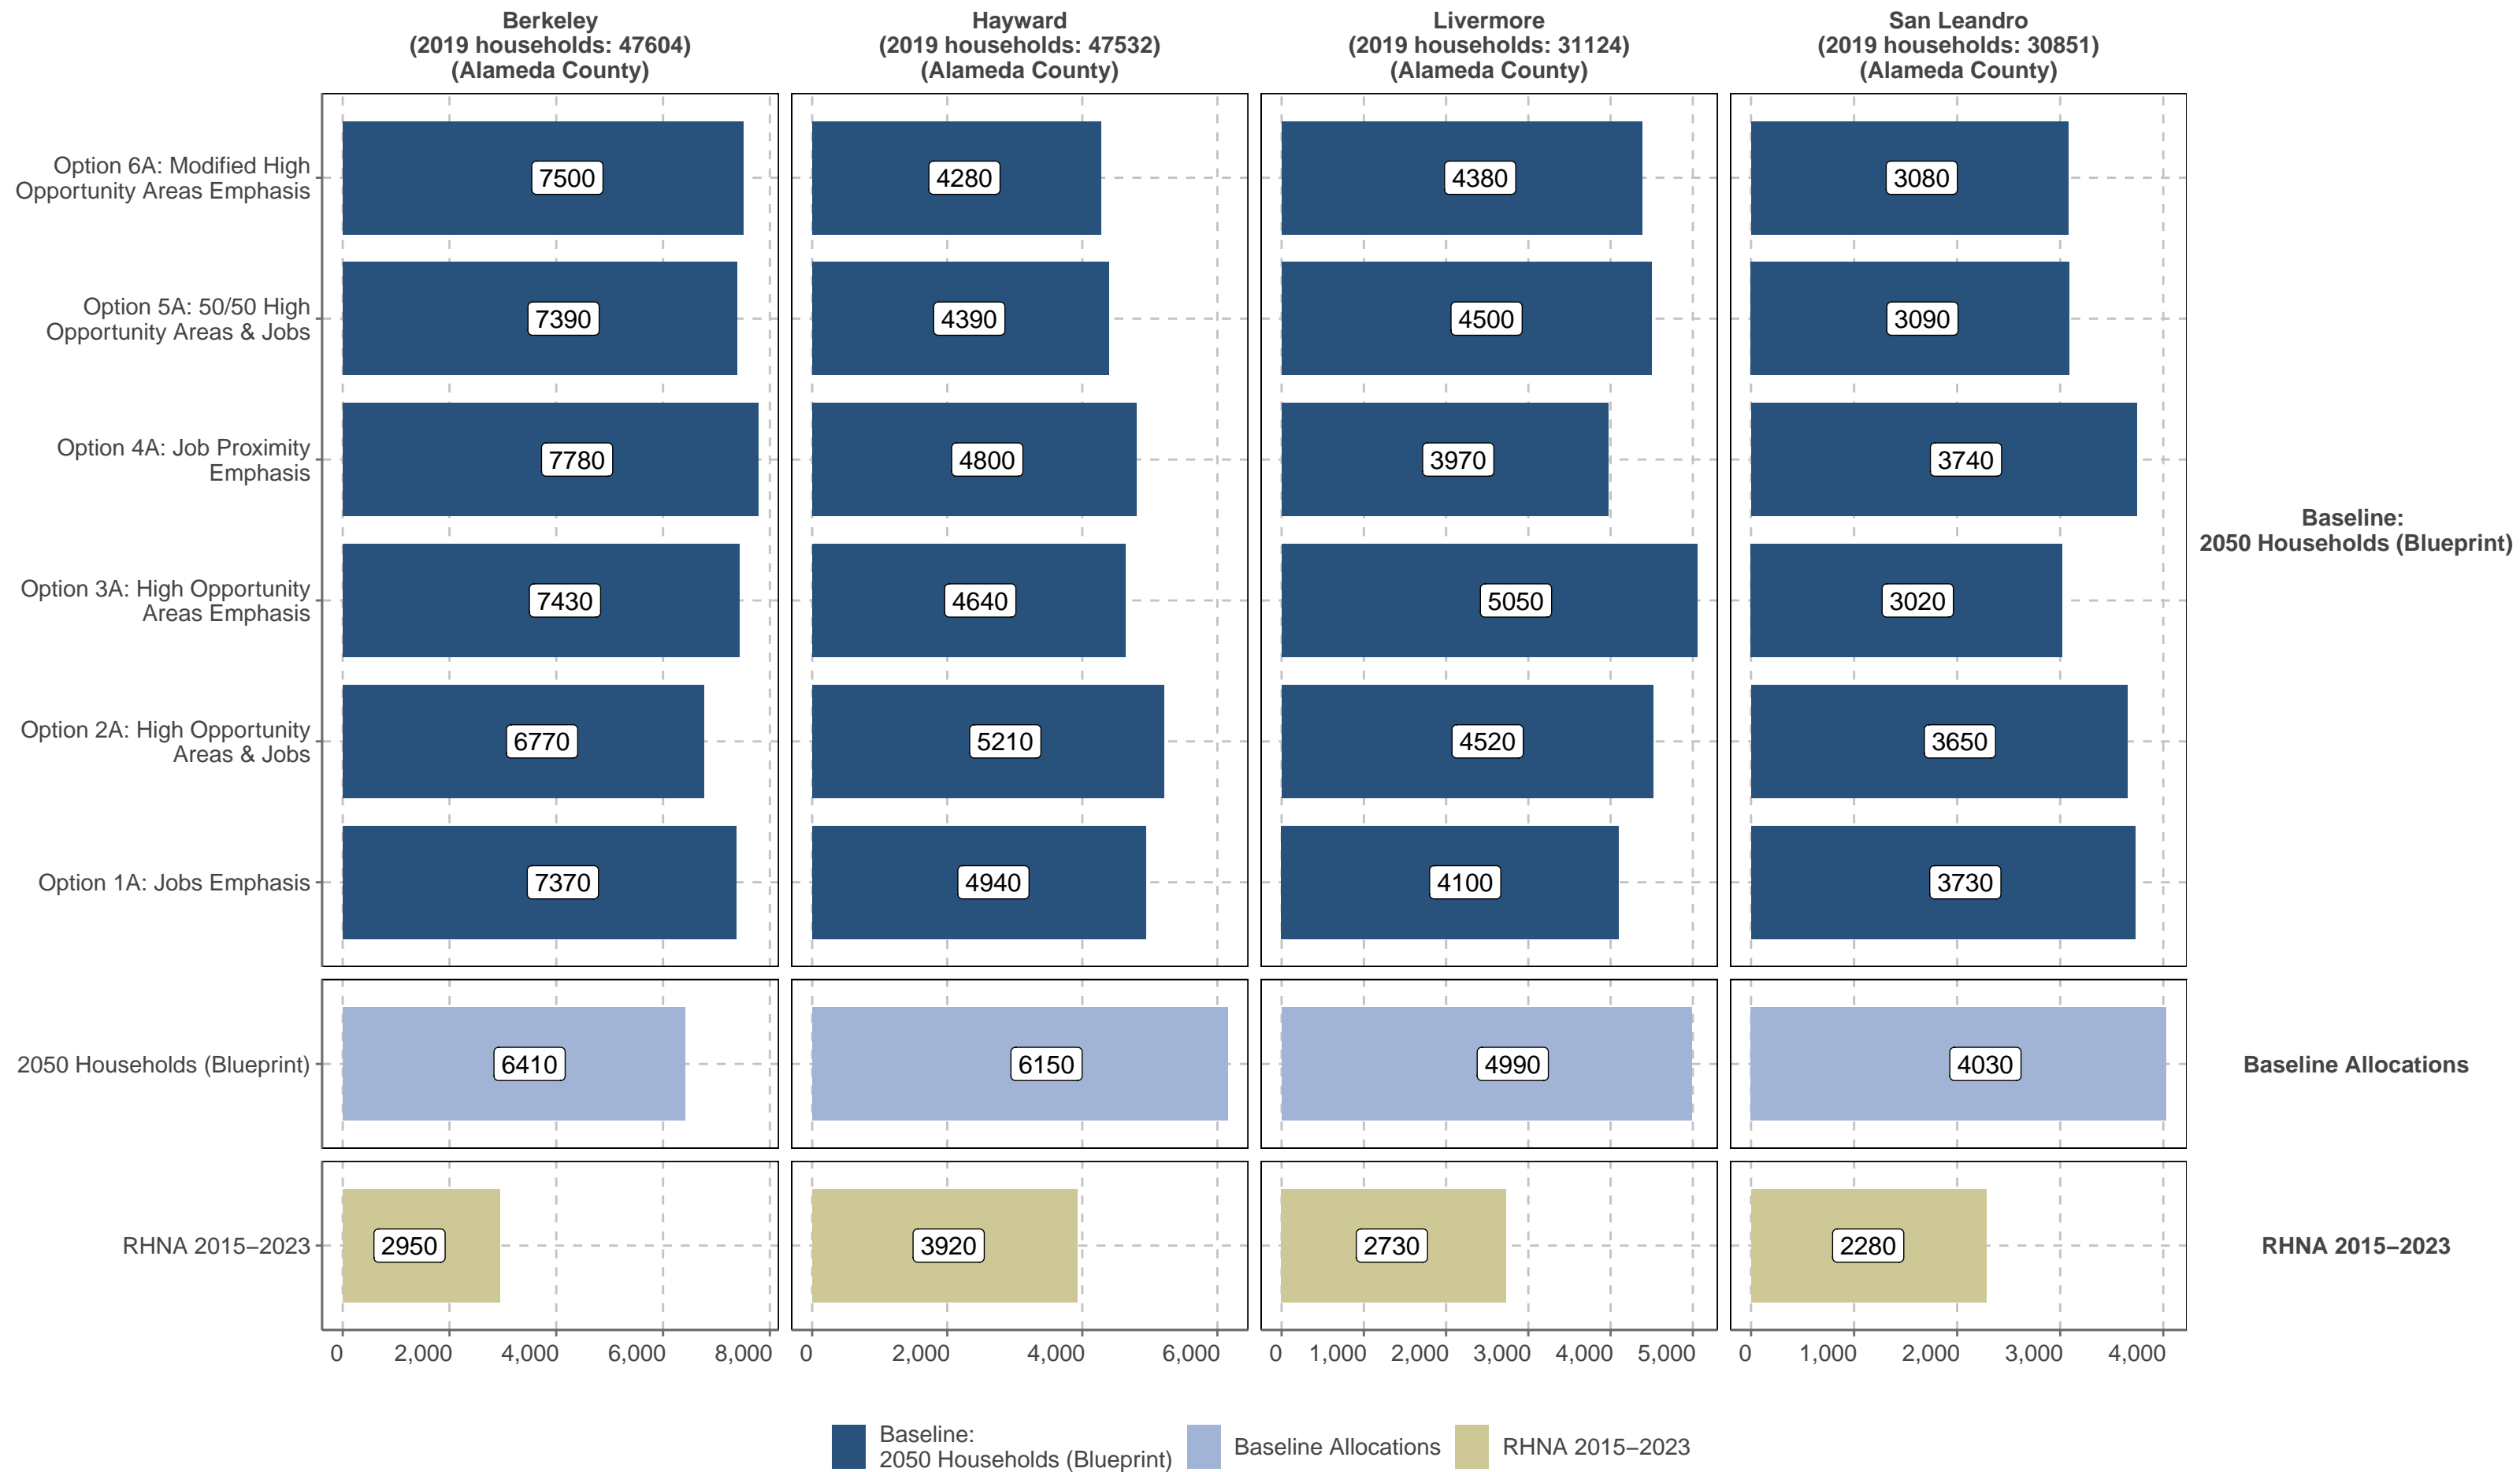 Berkeley
(2019 households: 47604)
(Alameda County)
Hayward
(2019 households: 47532)
(Alameda County)
Livermore
(2019 households: 31124)
(Alameda County)
San Leandro
(2019 households: 30851)
(Alameda County)
Option 6A: Modified High
Opportunity Areas Emphasis
7500
4280
4380
3080
Option 5A: 50/50 High
Opportunity Areas & Jobs
7390
4390
4500
3090
Option 4A: Job Proximity
Emphasis
7780
4800
3970
3740
Baseline:
2050 Households (Blueprint)
Option 3A: High Opportunity
Areas Emphasis
7430
4640
5050
3020
Option 2A: High Opportunity
Areas & Jobs
6770
5210
4520
3650
Option 1A: Jobs Emphasis
7370
4940
4100
3730
2050 Households (Blueprint)
6410
6150
4990
4030
Baseline Allocations
RHNA 2015−2023
2950
3920
2730
2280
RHNA 2015−2023
0 2,000 4,000 6,000 8,000
0 2,000 4,000 6,000
0 1,000 2,000 3,000 4,000 5,000
0 1,000 2,000 3,000 4,000
Baseline:
2050 Households (Blueprint)
Baseline Allocations
RHNA 2015−2023